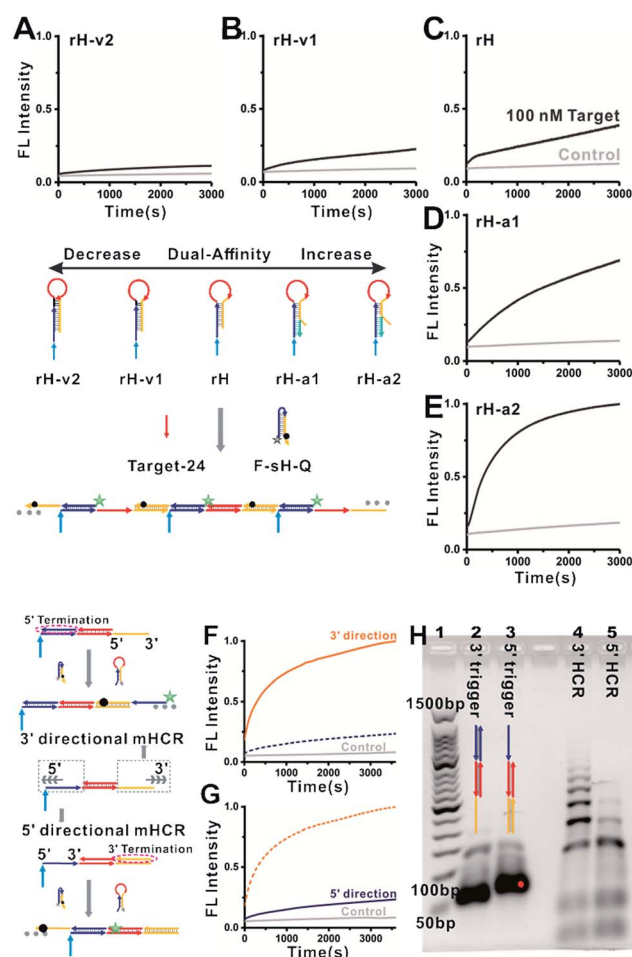 A
rH-v2
FL Intensity
1.0
0.5
0.0
0
1000
2000
3000
Time(s)
B
rH-v1
1.0
0.5
0.0
0
1000
2000
3000
Time(s)
C
rH
1.0
0.5
0.0
100 nM Target
Control
0
1000
2000
3000
Time(s)
Decrease
Dual-Affinity
Increase
rH-v2
rH-v1
rH
rH-a1
rH-a2
Target-24
F-sH-Q
D
rH-a1
FL Intensity
1.0
0.5
0.0
0
1000
2000
3000
Time(s)
E
rH-a2
FL Intensity
1.0
0.5
0.0
0
1000
2000
3000
Time(s)
5' Termination
5'
3'
3' directional mHCR
5'
3'
5' directional mHCR
5'
3'
3' Termination
F
FL Intensity
1.0
0.5
0.0
3' direction
Control
0
1000
2000
3000
Time(s)
G
FL Intensity
1.0
0.5
0.0
5' direction
Control
0
1000
2000
3000
Time(s)
H
1
2
3
4
5
3' trigger
5' trigger
3' HCR
5' HCR
1500bp
100bp
50bp